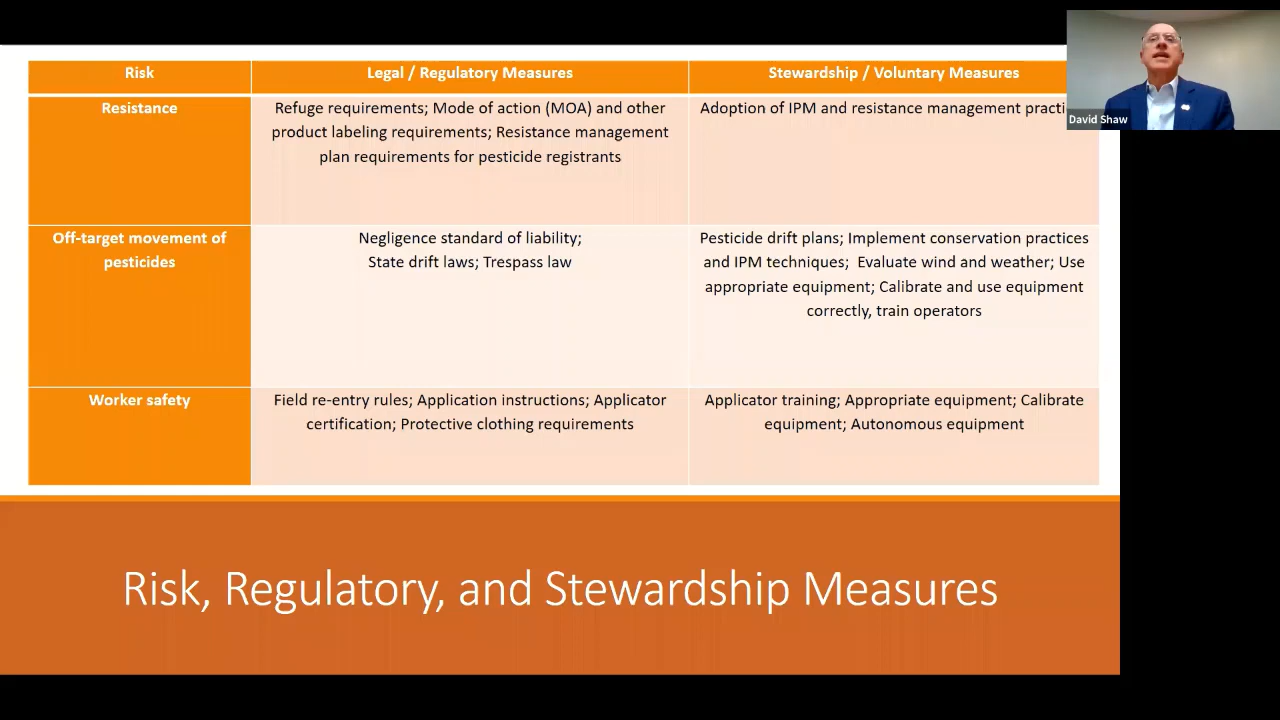 Risk
Legal / Regulatory Measures
Stewardship / Voluntary Measures
Resistance
Refuge requirements; Mode of action (MOA) and other
product labeling requirements; Resistance management
plan requirements for pesticide registrants
Adoption of IPM and resistance management
Off-target movement of
pesticides
Negligence standard of liability;
State drift laws; Trespass law
Pesticide drift plans; Implement conservation practices
and IPM techniques;  Evaluate wind and weather; Use
appropriate equipment; Calibrate and use equipment
correctly, train operators
Worker safety
Field re-entry rules; Application instructions; Applicator
certification; Protective clothing requirements
Applicator training; Appropriate equipment; Calibrate
equipment; Autonomous equipment
Risk, Regulatory, and Stewardship Measures
David Shaw